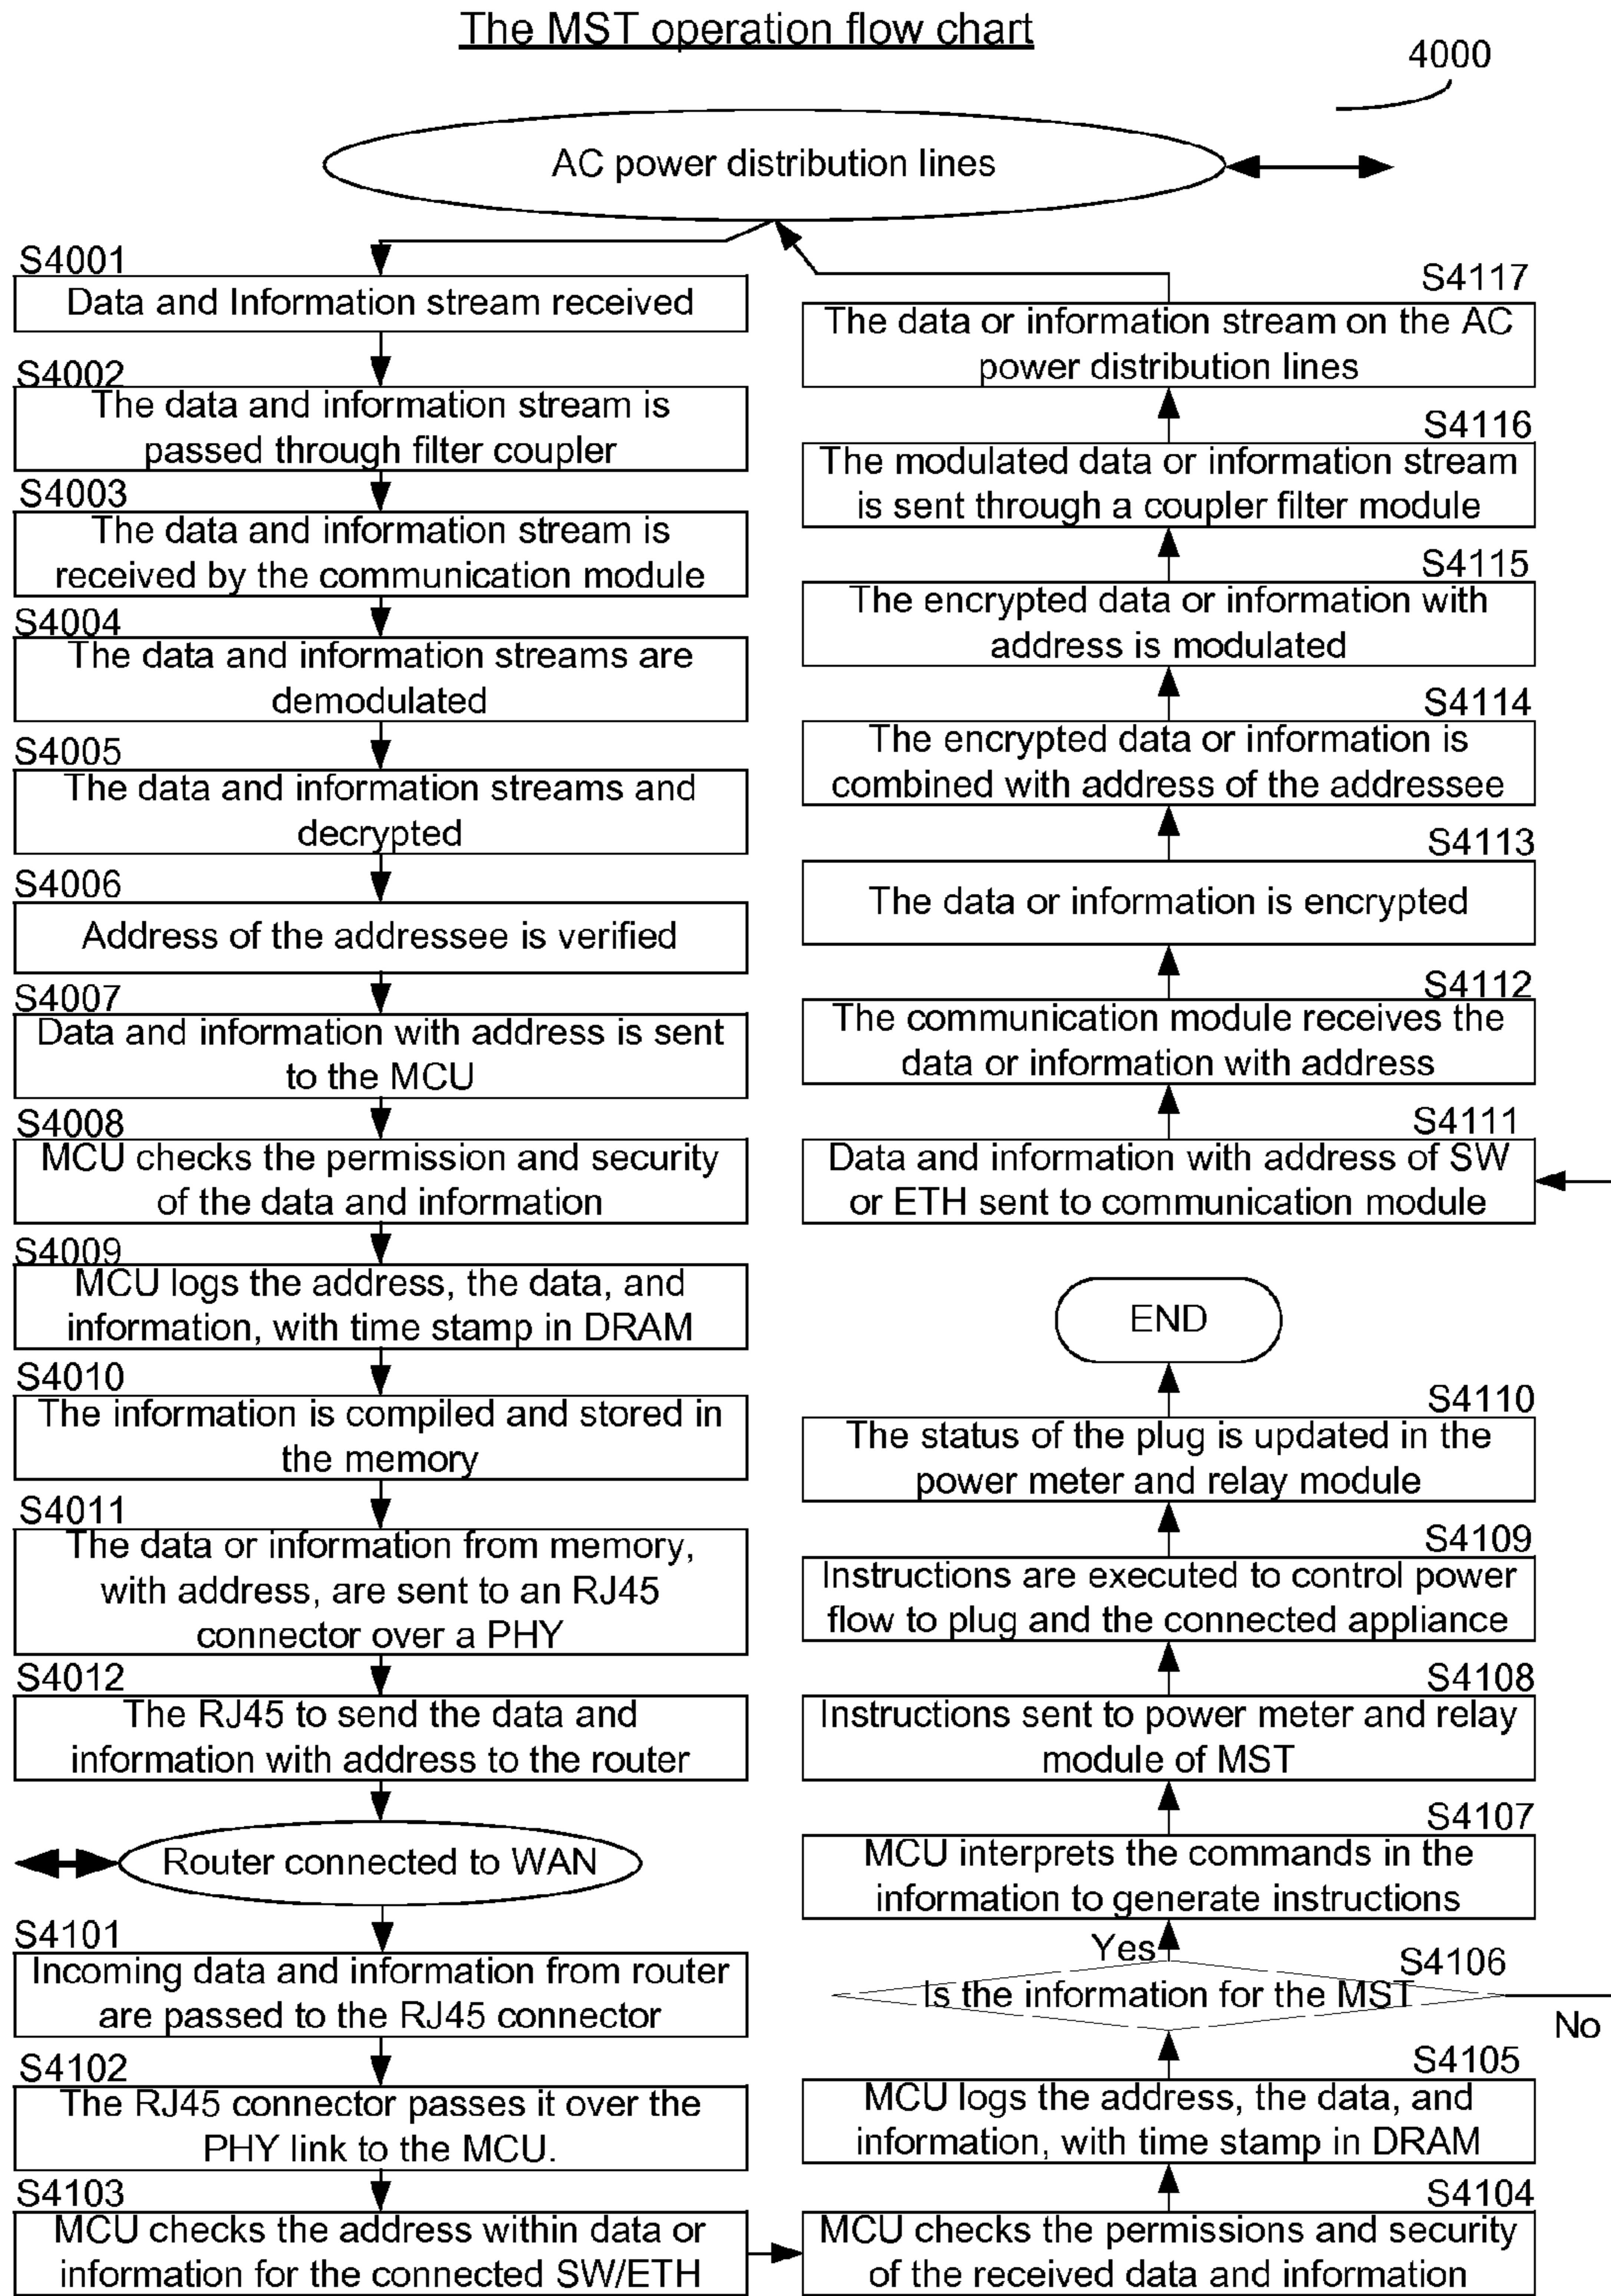 The MST operation flow chart
4000
AC power distribution lines
S4001
Data and Information stream received
S4002
The data and information stream is
passed through filter coupler
S4003
The data and information stream is
received by the communication module
S4004
The data and information streams are
demodulated
S4005
The data and information streams and
decrypted
S4006
Address of the addressee is verified
S4007
Data and information with address is sent
to the MCU
S4008
MCU checks the permission and security
of the data and information
S4009
MCU logs the address, the data, and
information, with time stamp in DRAM
S4010
The information is compiled and stored in
the memory
S4011
The data or information from memory,
with address, are sent to an RJ45
connector over a PHY
S4012
The RJ45 to send the data and
information with address to the router
Router connected to WAN
S4101
Incoming data and information from router
are passed to the RJ45 connector
S4102
The RJ45 connector passes it over the
PHY link to the MCU.
S4103
MCU checks the address within data or
information for the connected SW/ETH
S4117
The data or information stream on the AC
power distribution lines
S4116
The modulated data or information stream
is sent through a coupler filter module
S4115
The encrypted data or information with
address is modulated
S4114
The encrypted data or information is
combined with address of the addressee
S4113
The data or information is encrypted
S4112
The communication module receives the
data or information with address
S4111
Data and information with address of SW
or ETH sent to communication module
END
S4110
The status of the plug is updated in the
power meter and relay module
S4109
Instructions are executed to control power
flow to plug and the connected appliance
S4108
Instructions sent to power meter and relay
module of MST
S4107
MCU interprets the commands in the
information to generate instructions
Yes
S4106
Is the information for the MST
No
S4105
MCU logs the address, the data, and
information, with time stamp in DRAM
S4104
MCU checks the permissions and security
of the received data and information